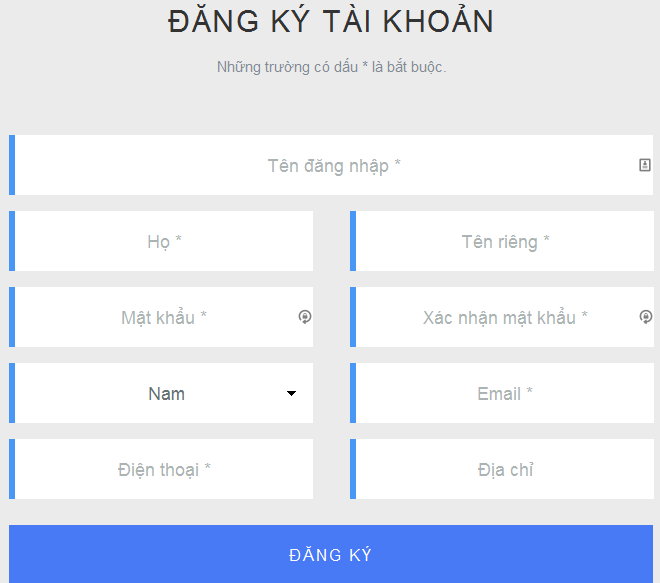 ĐĂNG KÝ TÀI KHOẢN
Những trường có dấu * là bắt buộc.
Tên đăng nhập *
Họ *
Tên riêng *
Mật khẩu *
Xác nhận mật khẩu *
Nam
Email *
Điện thoại *
Địa chỉ
ĐĂNG KÝ